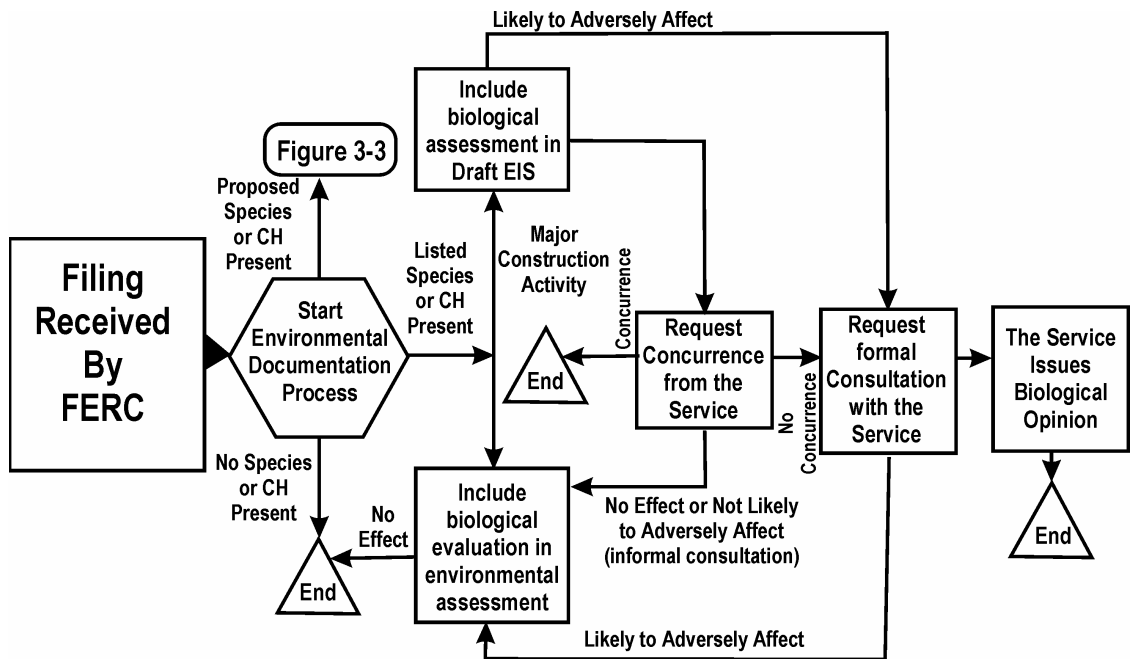 Likely to Adversely Affect
Include
biological
assessment in
Draft EIS
Figure 3-3
Proposed
Species
or CH
Present
Filing
Received
By
FERC
Start
Environmental
Documentation
Process
Listed
Species
or CH
Present
Major
Construction
Activity
Concurrence
End
Request
Concurrence
from the
Service
No
Concurrence
Request
formal
Consultation
with the
Service
The Service
Issues
Biological
Opinion
End
No Species
or CH
Present
End
No
Effect
Include
biological
evaluation in
environmental
assessment
No Effect or Not Likely
to Adversely Affect
(informal consultation)
Likely to Adversely Affect